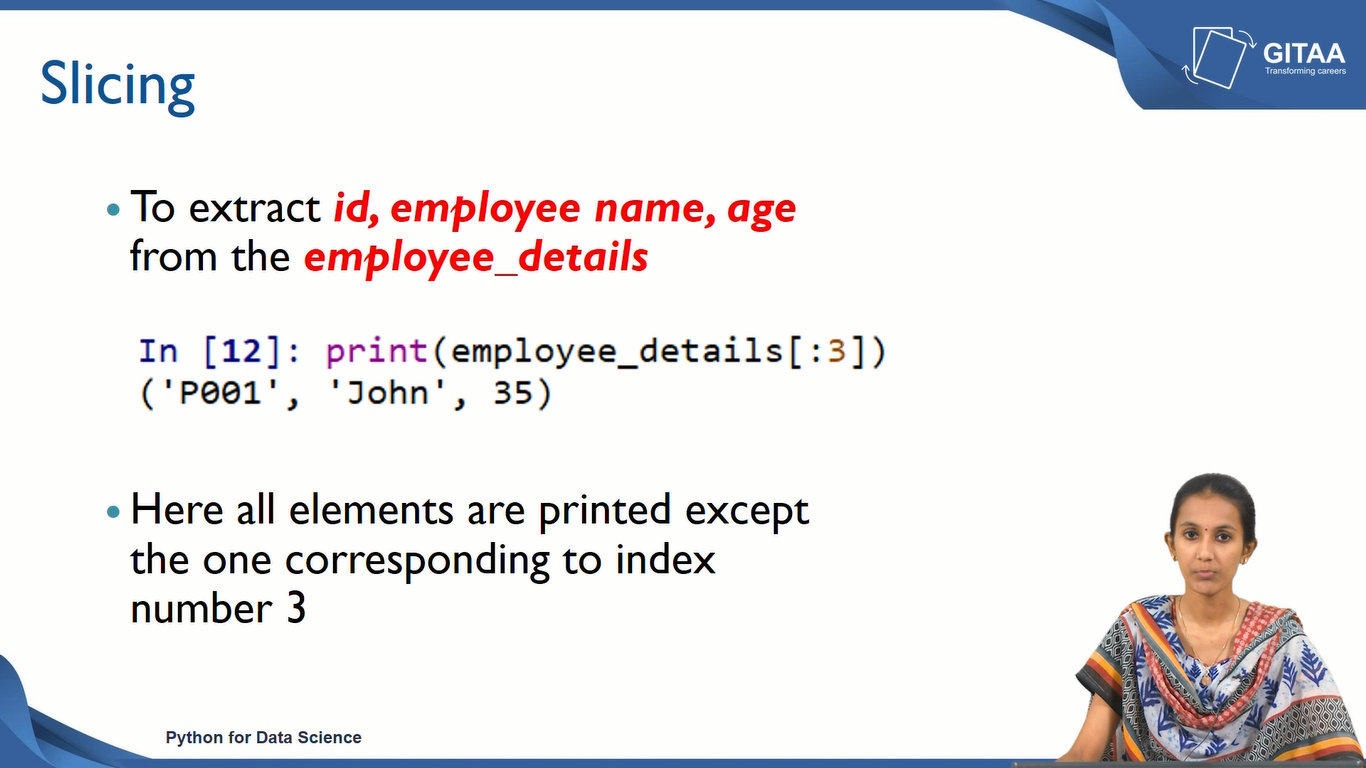 GITAA
Transforming careers
Slicing
• To extract id, employee name, age
from the employee_details
In [12]: print(employee_details[:3])
('P001', 'John', 35)
• Here all elements are printed except
the one corresponding to index
number 3
Python for Data Science